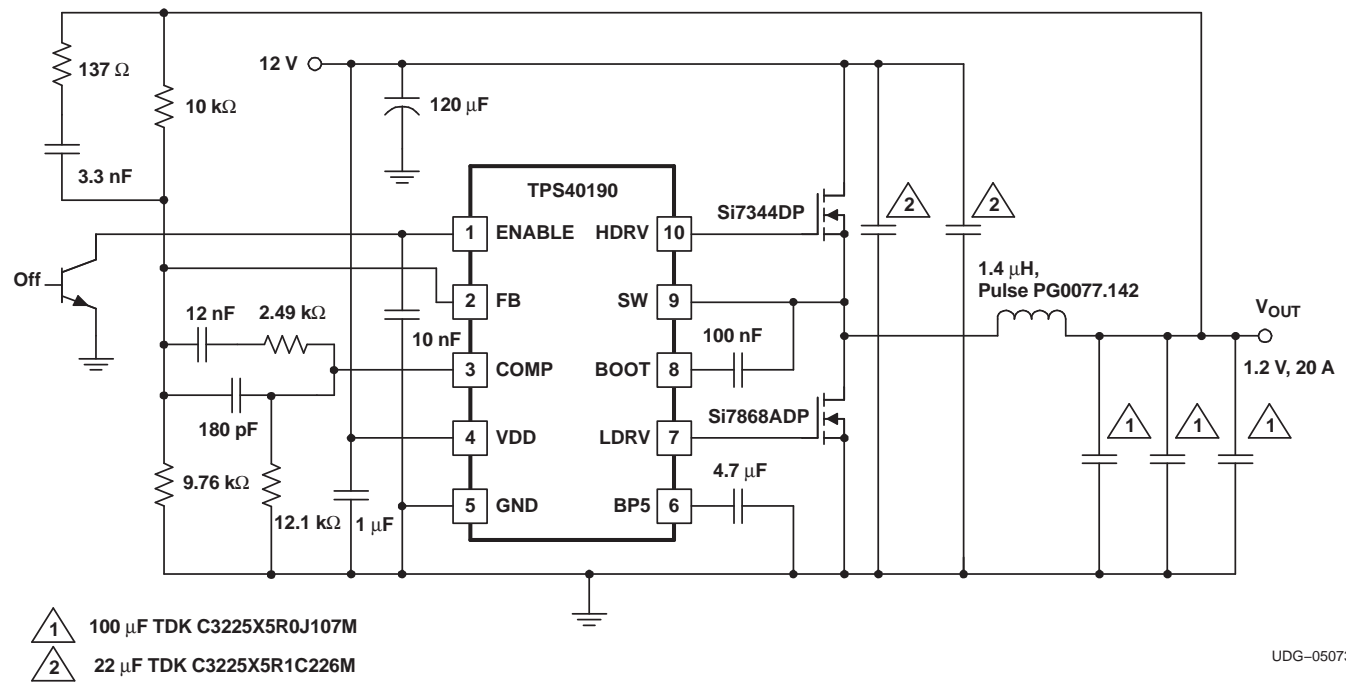 137 Ω
10 kΩ
3.3 nF
12 V
120 μF
TPS40190
Si7344DP
2
2
1 ENABLE HDRV 10
Off
1.4 μH,
Pulse PG0077.142
2 FB SW 9
12 nF
2.49 kΩ
10 nF
100 nF
VOUT
1.2 V, 20 A
3 COMP BOOT 8
180 pF
Si7868ADP
1
1
1
4 VDD LDRV 7
9.76 kΩ
12.1 kΩ
1 μF
4.7 μF
5 GND BP5 6
1 100 μF TDK C3225X5R0J107M
2 22 μF TDK C3225X5R1C226M
UDG–05073